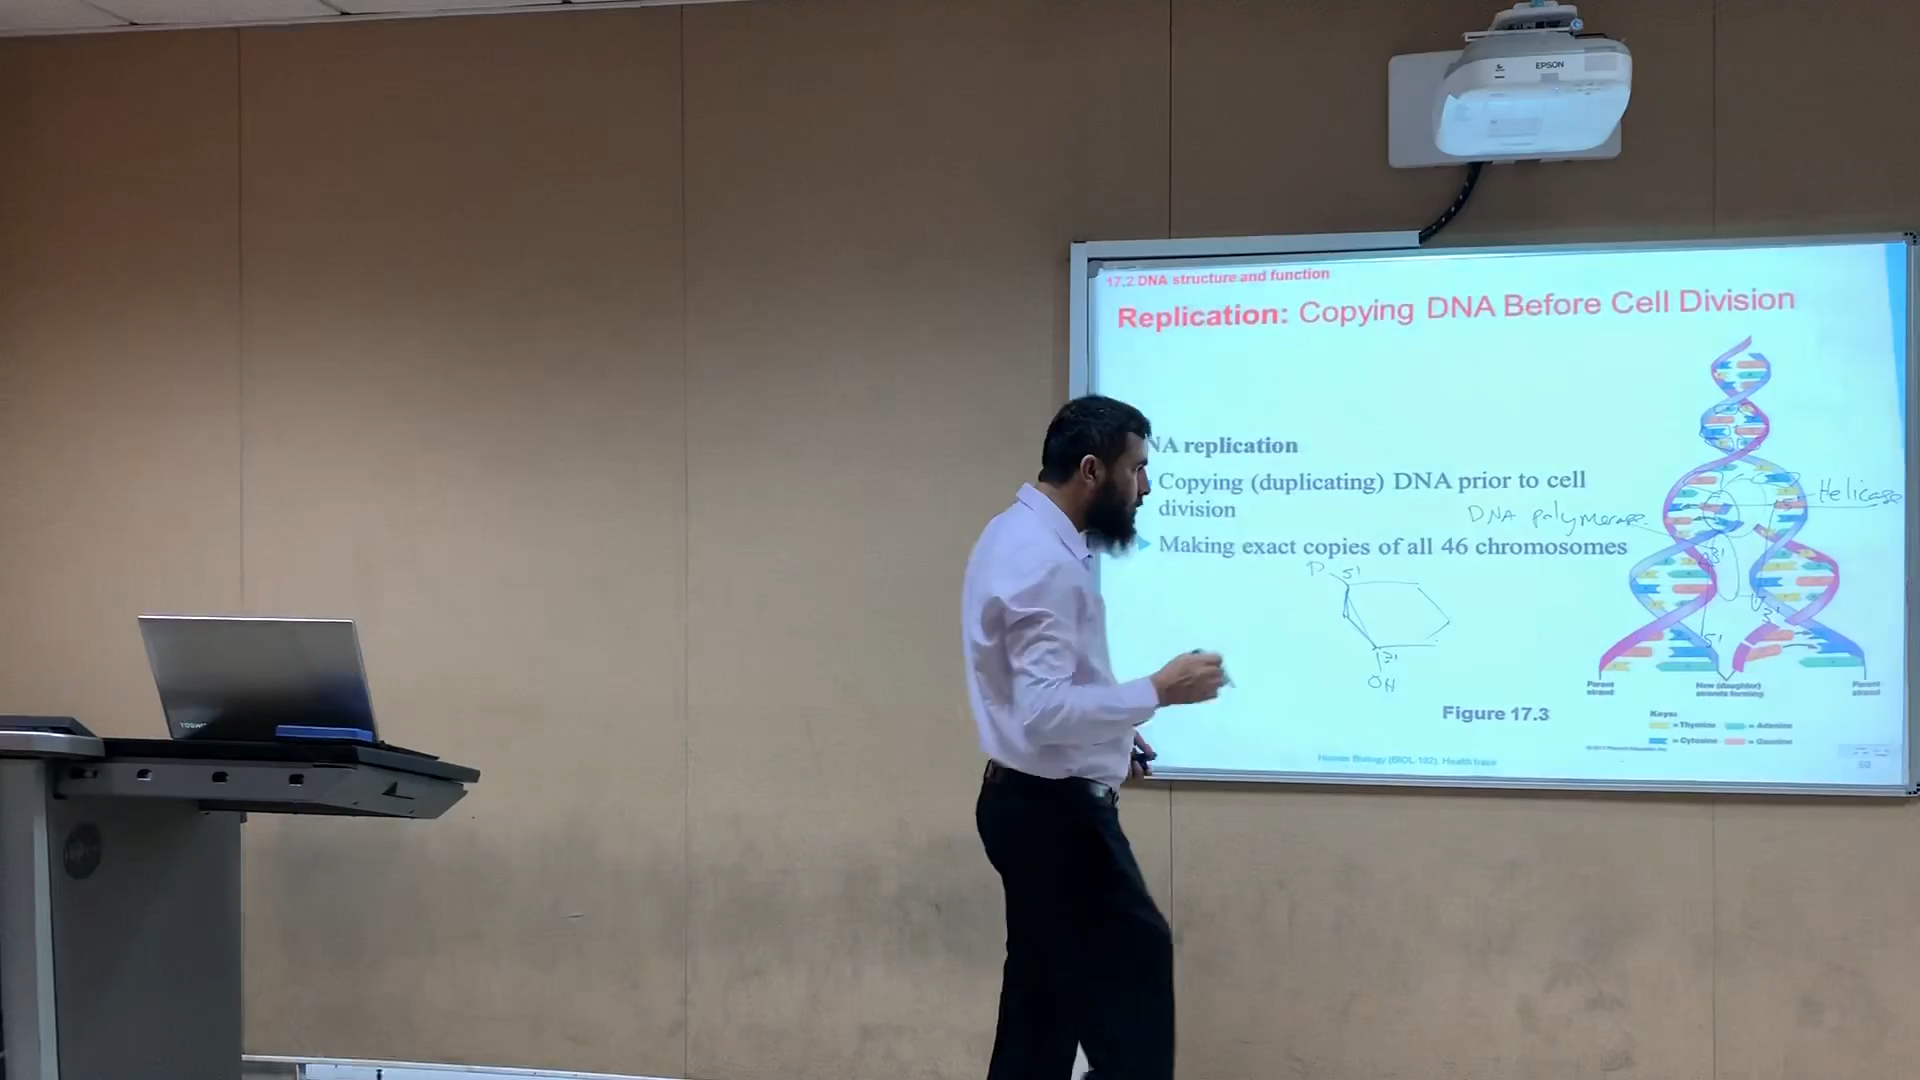 EPSON
17.2 DNA structure and function
Replication: Copying DNA Before Cell Division
NA replication
Copying (duplicating) DNA prior to cell
division
Making exact copies of all 46 chromosomes
Helicase
DNA polymerase
P 5'
3'
OH
3'
3'
5'
Parent
strand
New (daughter)
strands forming
Parent
strand
Figure 17.3
Keys:
= Thymine
= Adenine
= Cytosine
= Guanine
Human Biology (BIOL-102), Health track
TOSHIBA